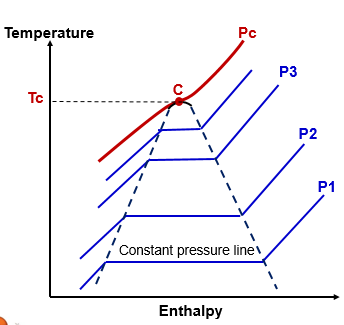 Temperature
Pc
P3
C
Tc
P2
P1
Constant pressure line
Enthalpy